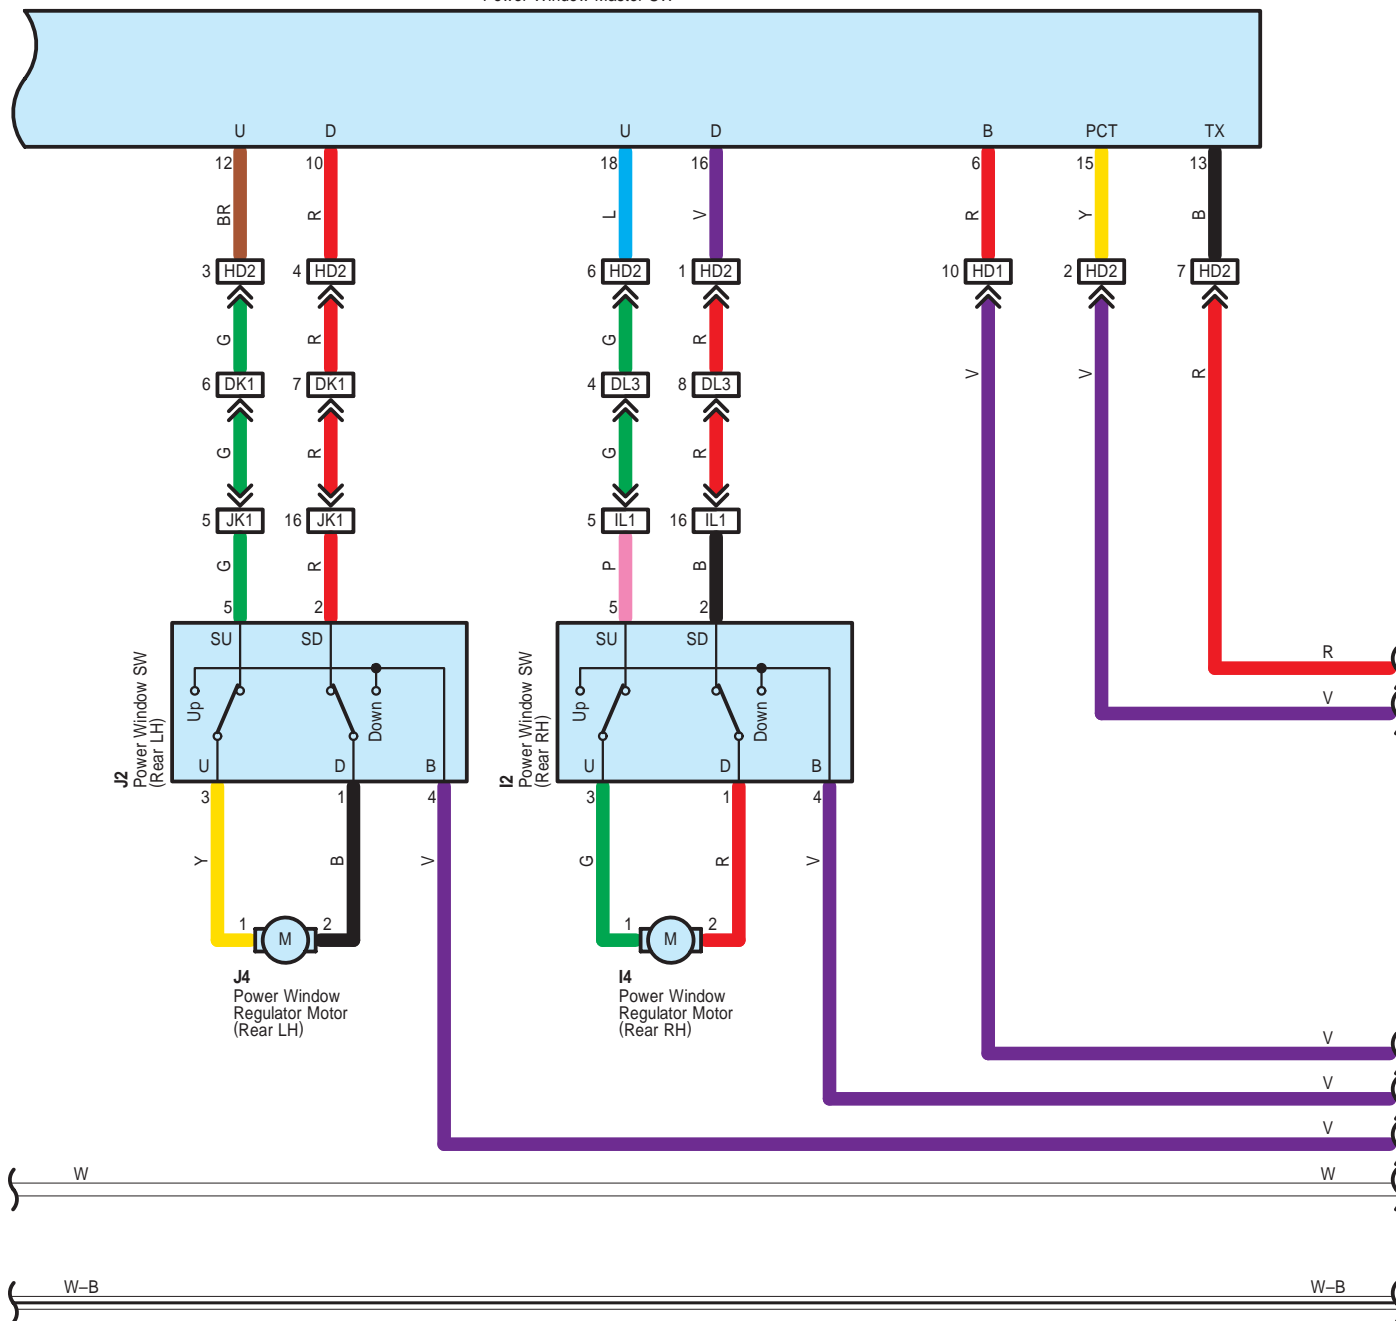 U D U D B PCT TX
12 10 18 16 6 15 13
BR R L V R Y B
3 HD2 4 HD2 6 HD2 1 HD2 10 HD1 2 HD2 7 HD2
G R G R V V R
6 DK1 7 DK1 4 DL3 8 DL3
G R G R
5 JK1 16 JK1 5 IL1 16 IL1
G R P B
5 2 5 2
SU SD SU SD
R
V
Up Down Up Down
J2
Power Window SW
(Rear LH)
I2
Power Window SW
(Rear RH)
U D B U D B
3 1 4 3 1 4
Y B V G R V
1 M 2 1 M 2
J4
Power Window
Regulator Motor
(Rear LH)
I4
Power Window
Regulator Motor
(Rear RH)
V
V
V
W W
W–B W–B